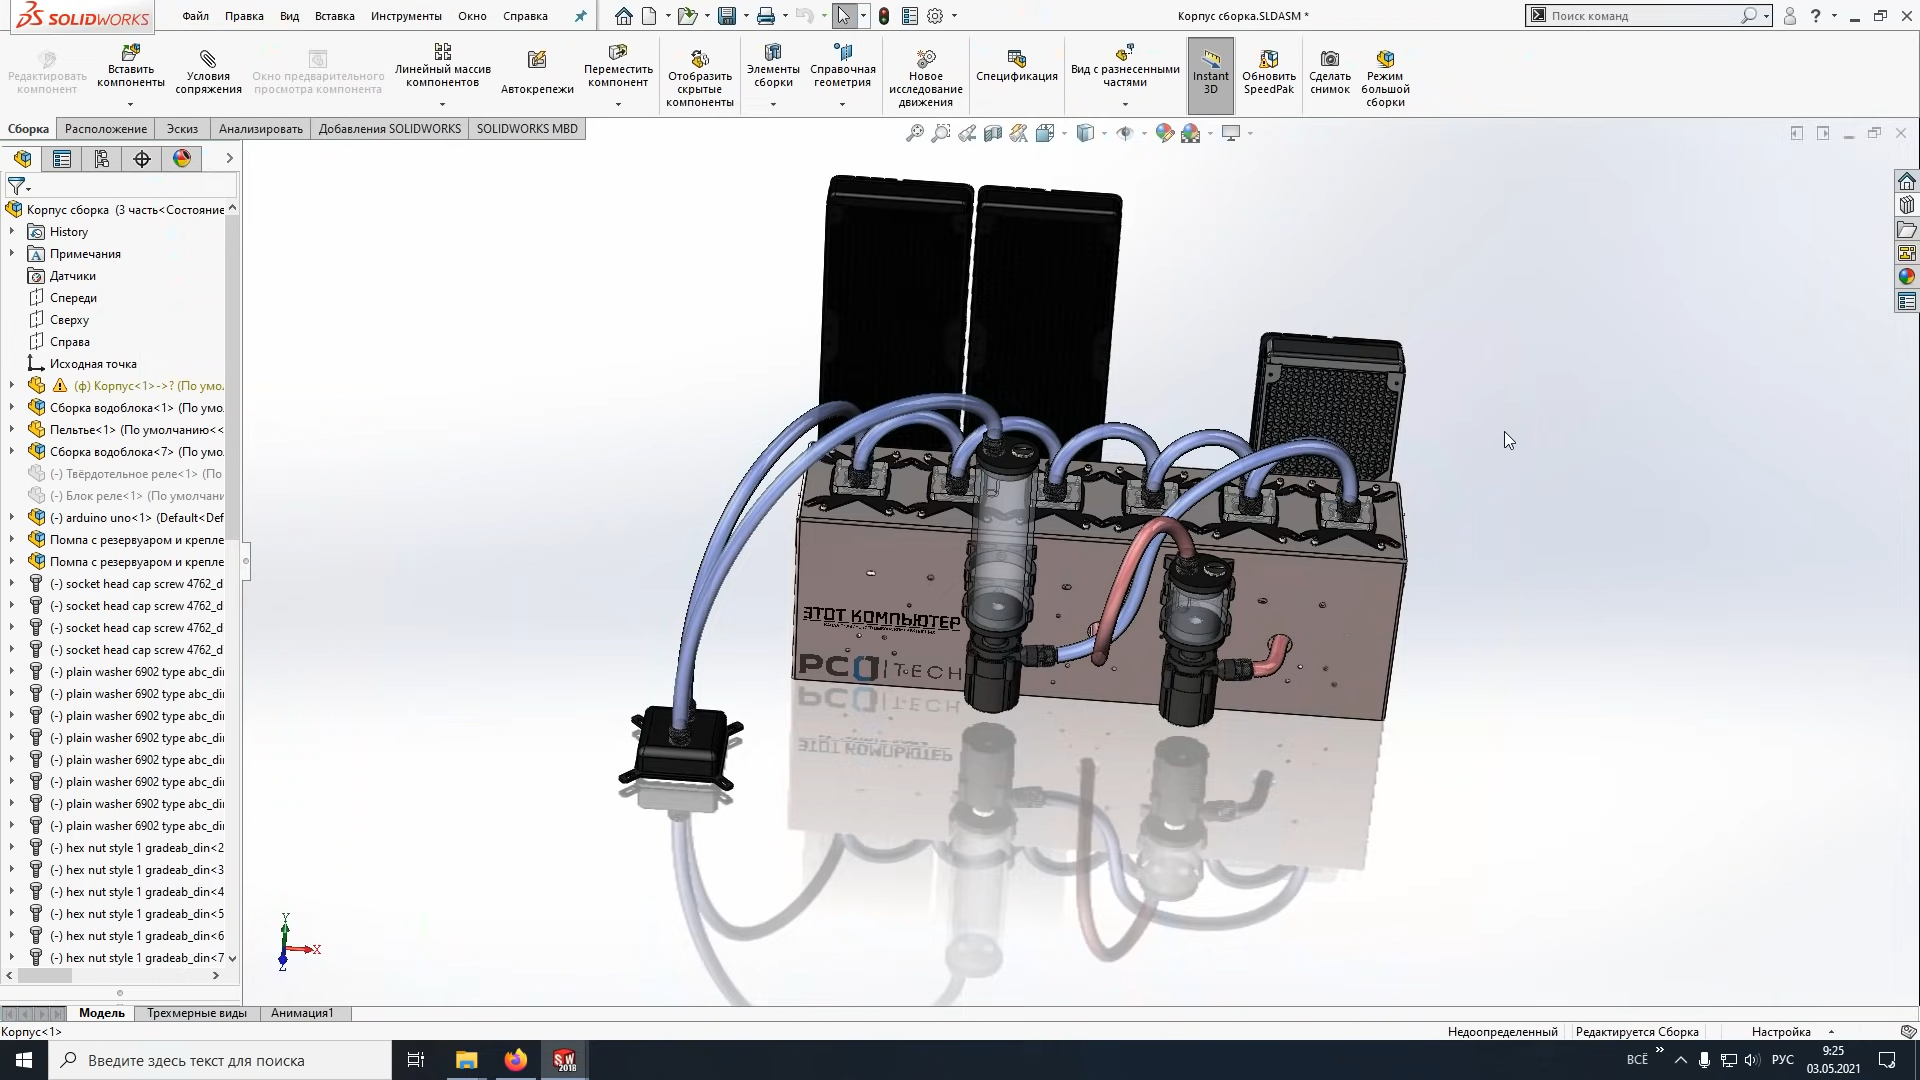 SOLIDWORKS
Файл Правка Вид Вставка Инструменты Окно Справка
Корпус сборка.SLDASM *
Поиск команд
Редактировать компонент
Вставить компоненты
Условия сопряжения
Окно предварительного просмотра компонента
Линейный массив компонентов
Автокрепежи
Переместить компонент
Отобразить скрытые компоненты
Элементы сборки
Справочная геометрия
Новое исследование движения
Спецификация
Вид с разнесенными частями
Instant 3D
Обновить SpeedPak
Сделать снимок
Режим большой сборки
Сборка Расположение Эскиз Анализировать Добавления SOLIDWORKS SOLIDWORKS MBD
Корпус сборка (3 часть<Состояние
History
Примечания
Датчики
Спереди
Сверху
Справа
Исходная точка
(ф) Корпус<1>->? (По умо.
Сборка водоблока<1> (По умо.
Пельтье<1> (По умолчанию<<
Сборка водоблока<7> (По умо.
(-) Твёрдотельное реле<1> (По
(-) Блок реле<1> (По умолчани
(-) arduino uno<1> (Default<Def
Помпа с резервуаром и крепле
Помпа с резервуаром и крепле
(-) socket head cap screw 4762_d
(-) socket head cap screw 4762_d
(-) socket head cap screw 4762_d
(-) socket head cap screw 4762_d
(-) plain washer 6902 type abc_di
(-) plain washer 6902 type abc_di
(-) plain washer 6902 type abc_di
(-) plain washer 6902 type abc_di
(-) plain washer 6902 type abc_di
(-) plain washer 6902 type abc_di
(-) plain washer 6902 type abc_di
(-) plain washer 6902 type abc_di
(-) hex nut style 1 gradeab_din<2
(-) hex nut style 1 gradeab_din<3
(-) hex nut style 1 gradeab_din<4
(-) hex nut style 1 gradeab_din<5
(-) hex nut style 1 gradeab_din<6
(-) hex nut style 1 gradeab_din<7
ЭТОТ КОМПЬЮТЕР
PCO|TECH
Y
X
Z
Модель Трехмерные виды Анимация1
Корпус<1>
Недоопределенный Редактируется Сборка Настройка
Введите здесь текст для поиска
SW 2018
ВСЁ
РУС
9:25
03.05.2021